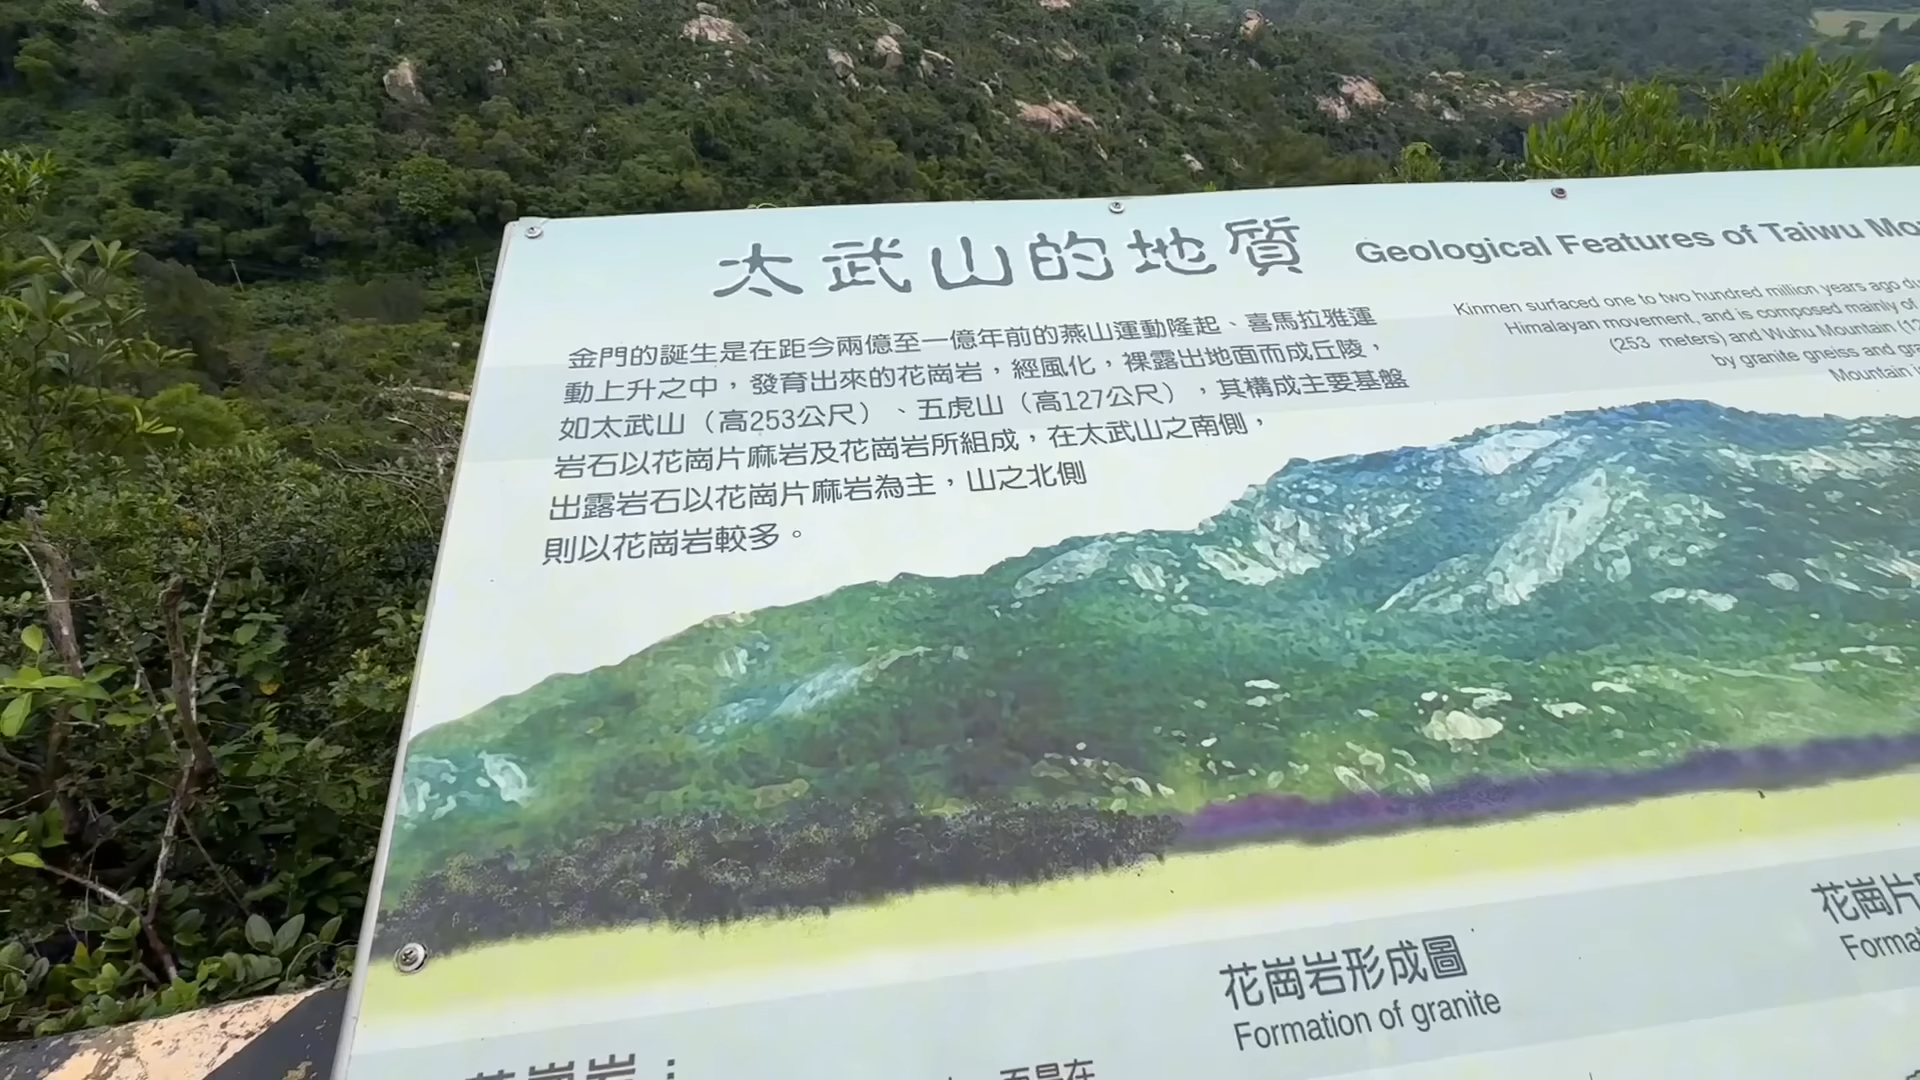 太武山的地質
Geological Features of Taiwu
金門的誕生是在距今兩億至一億年前的燕山運動隆起、喜馬拉雅運
動上升之中，發育出來的花崗岩，經風化，裸露出地面而成丘陵，
如太武山（高253公尺）、五虎山（高127公尺），其構成主要基盤
岩石以花崗片麻岩及花崗岩所組成，在太武山之南側，
出露岩石以花崗片麻岩為主，山之北側
則以花崗岩較多。
Kinmen surfaced one to two hundred million years ago
Himalayan movement, and is composed mainly of
(253 meters) and Wuhu Mountain
by granite gneiss and
Mountain
花崗岩形成圖
Formation of granite
花崗片
花崗岩：
而是在